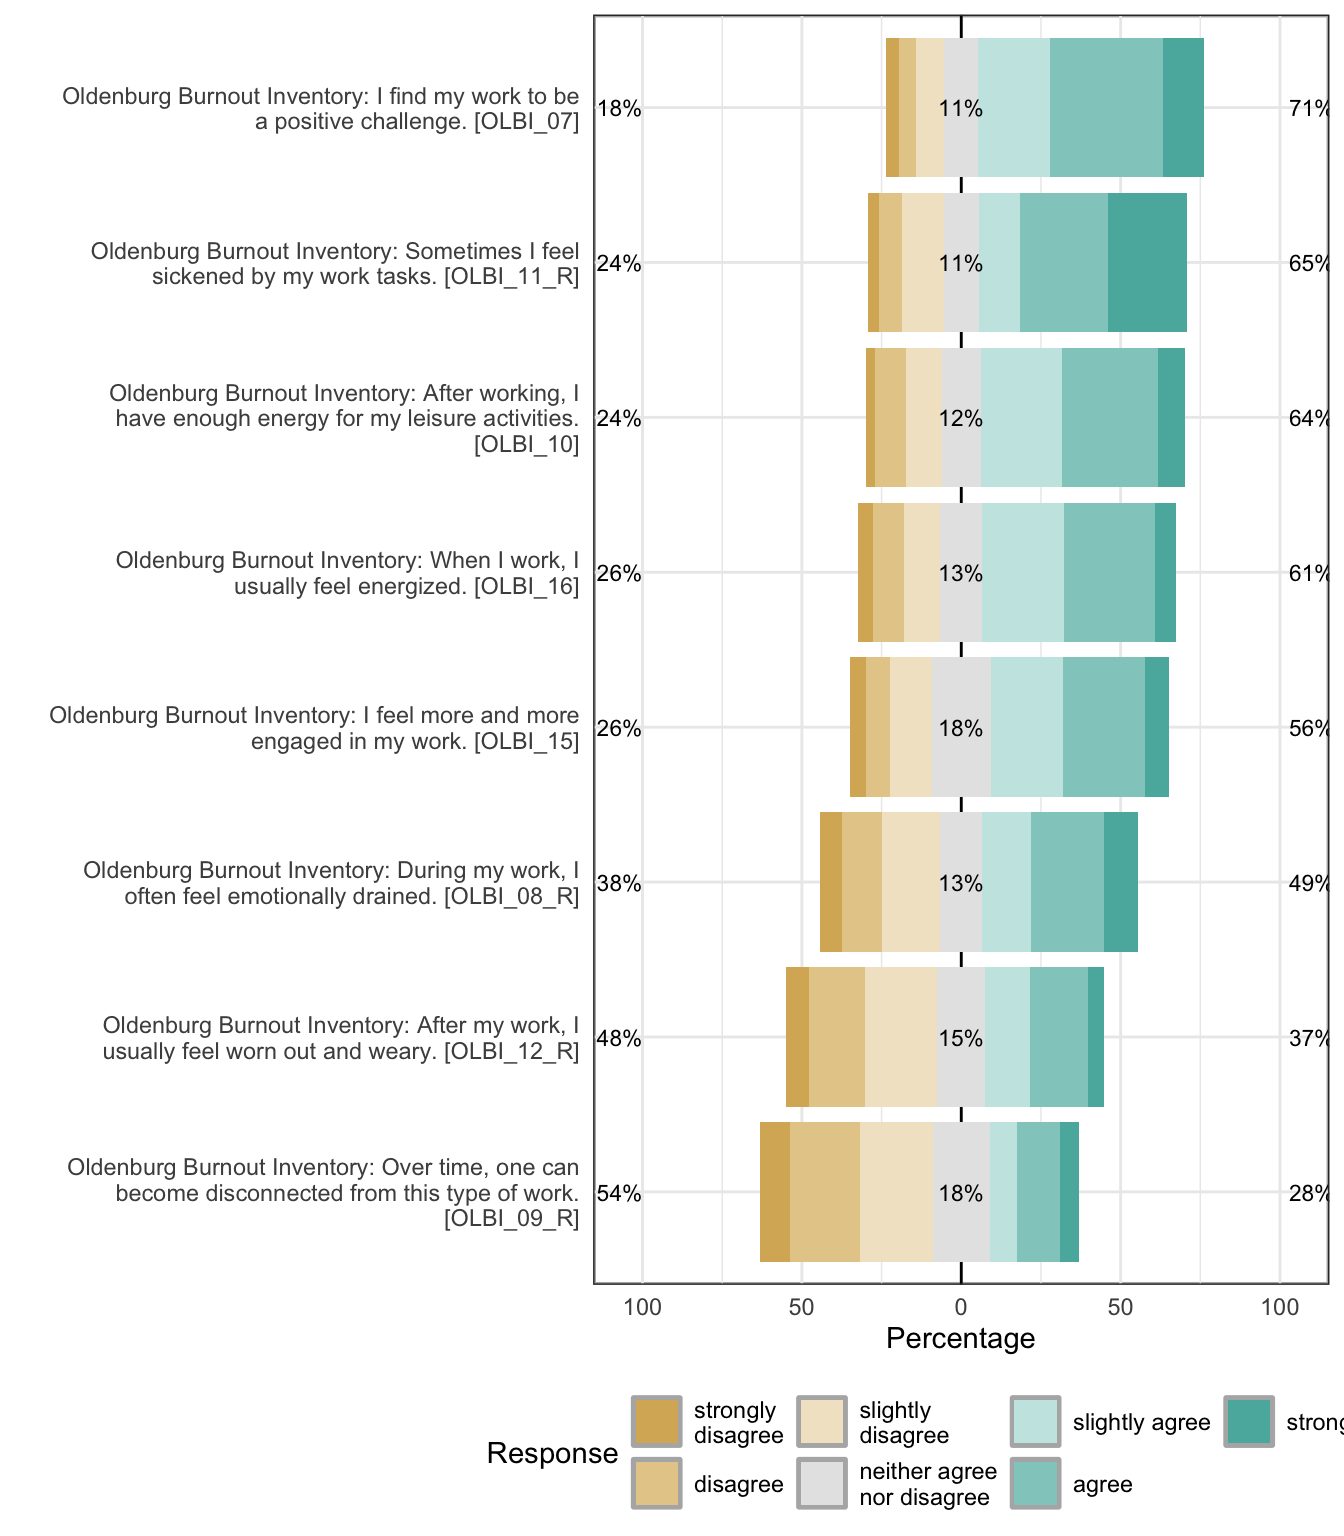 Oldenburg Burnout Inventory: I find my work to be
a positive challenge. [OLBI_07]
18%
11%
71%
Oldenburg Burnout Inventory: Sometimes I feel
sickened by my work tasks. [OLBI_11_R]
24%
11%
65%
Oldenburg Burnout Inventory: After working, I
have enough energy for my leisure activities.
[OLBI_10]
24%
12%
64%
Oldenburg Burnout Inventory: When I work, I
usually feel energized. [OLBI_16]
26%
13%
61%
Oldenburg Burnout Inventory: I feel more and more
engaged in my work. [OLBI_15]
26%
18%
56%
Oldenburg Burnout Inventory: During my work, I
often feel emotionally drained. [OLBI_08_R]
38%
13%
49%
Oldenburg Burnout Inventory: After my work, I
usually feel worn out and weary. [OLBI_12_R]
48%
15%
37%
Oldenburg Burnout Inventory: Over time, one can
become disconnected from this type of work.
[OLBI_09_R]
54%
18%
28%
100 50 0 50 100
Percentage
Response
strongly
disagree
disagree
slightly
disagree
neither agree
nor disagree
slightly agree
agree
strong